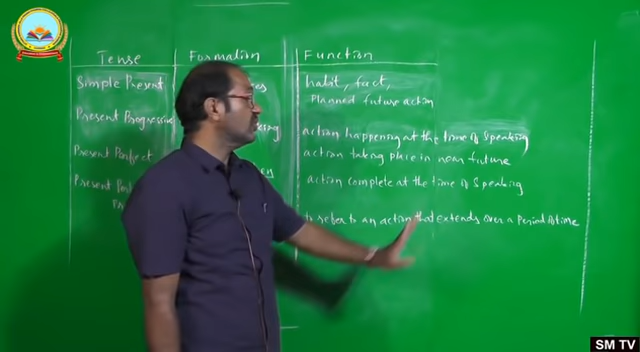 Tense Formation Function
Simple Present habit, fact,
Planned future action
Present Progressive action happening at the time of Speaking
action taking place in near future
Present Perfect action complete at the time of Speaking
Present
to refer to an action that extends over a period of time
SM TV